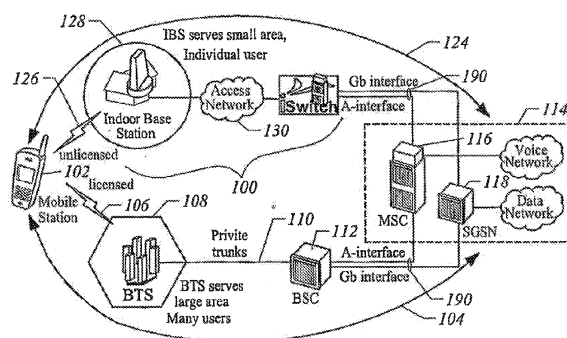 128
IBS serves small area,
Individual user
124
126
Access
Network
iSwitch
Gb interface
190
A-interface
Indoor Base
Station
130
114
116
Voice
Network
unlicensed
102
licensed
100
118
Mobile
Station
106
108
110
112
MSC
SGSN
Data
Network
Privite
trunks
A-interface
Gb interface
BTS
BTS serves
large area
Many users
BSC
190
104